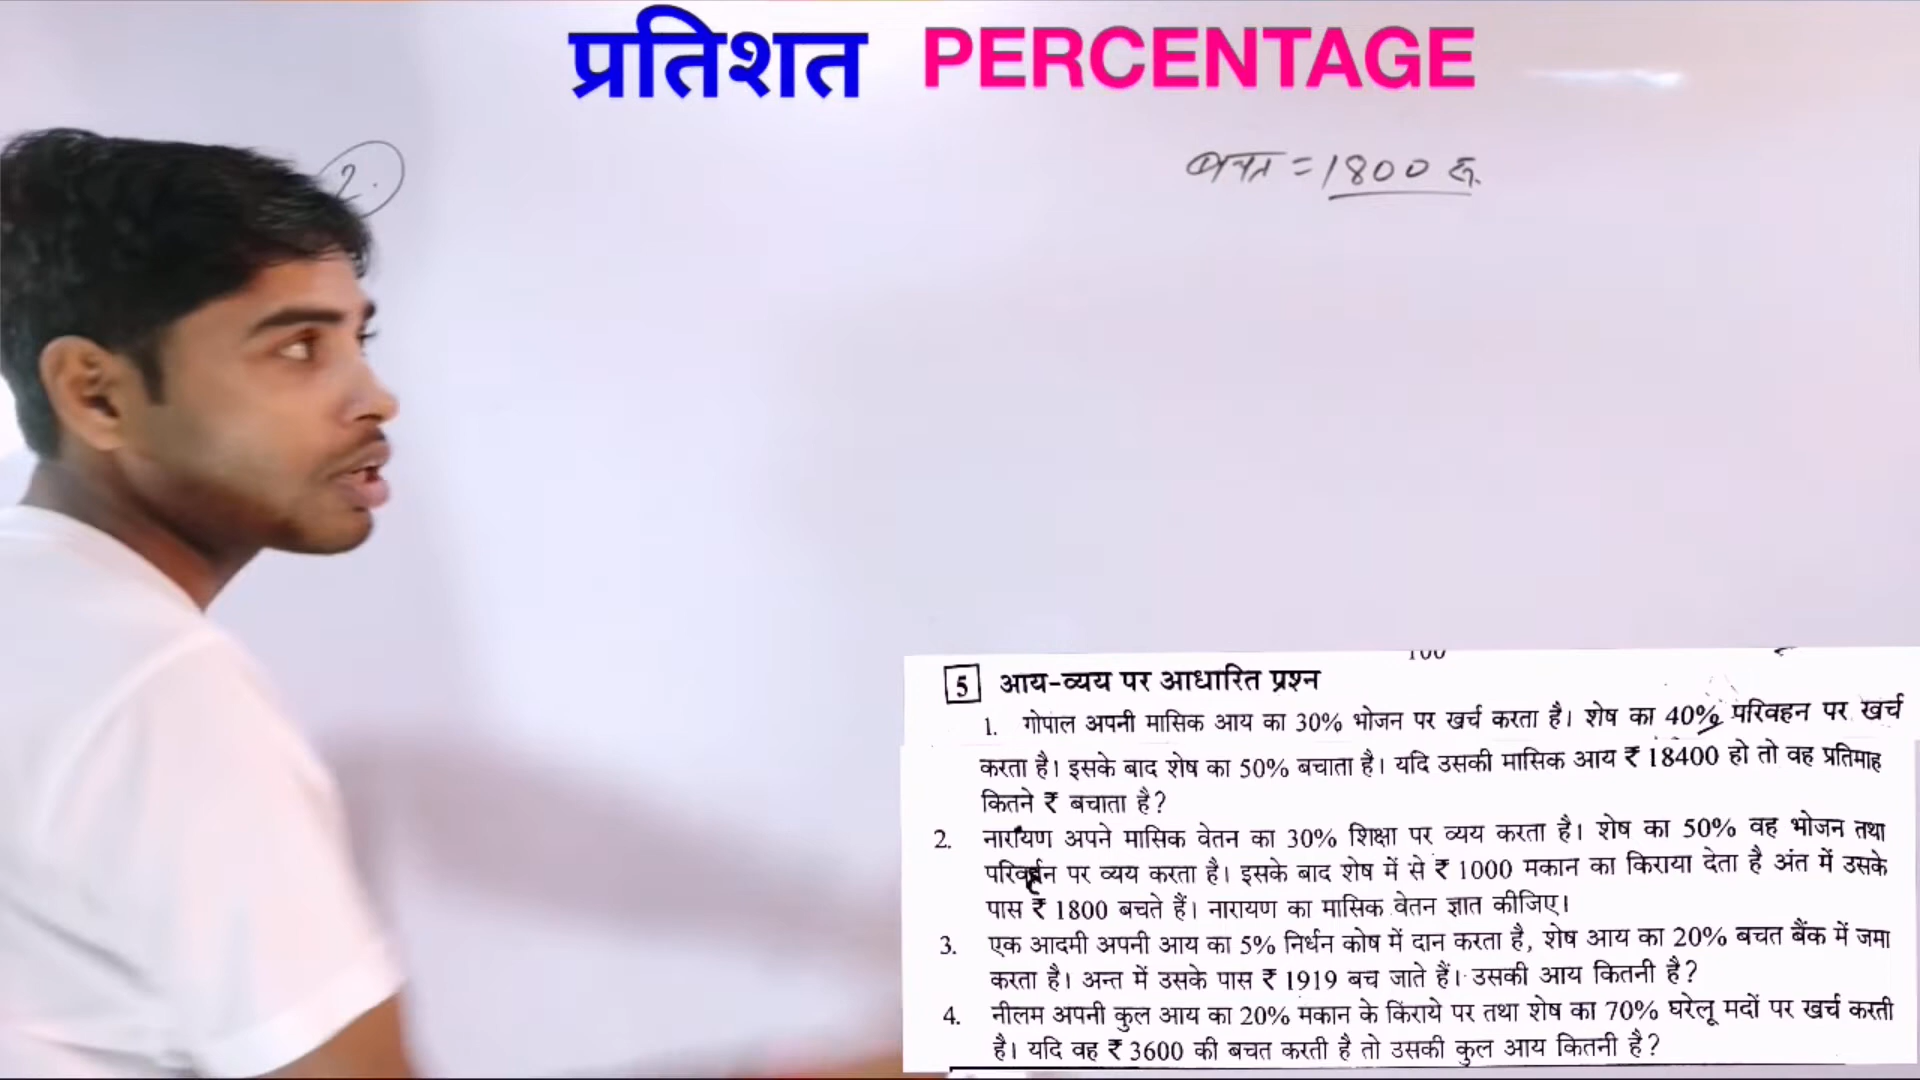 प्रतिशत PERCENTAGE
2.
बचत = 1800 रु.
100
5 आय-व्यय पर आधारित प्रश्न
1. गोपाल अपनी मासिक आय का 30% भोजन पर खर्च करता है। शेष का 40% परिवहन पर खर्च
करता है। इसके बाद शेष का 50% बचाता है। यदि उसकी मासिक आय ₹ 18400 हो तो वह प्रतिमाह
कितने ₹ बचाता है?
2. नारायण अपने मासिक वेतन का 30% शिक्षा पर व्यय करता है। शेष का 50% वह भोजन तथा
पर व्यय करता है। इसके बाद शेष में से ₹ 1000 मकान का किराया देता है अंत में उसके
पास ₹ 1800 बचते हैं। नारायण का मासिक वेतन ज्ञात कीजिए।
3. एक आदमी अपनी आय का 5% निर्धन कोष में दान करता है, शेष आय का 20% बचत बैंक में जमा
करता है। अन्त में उसके पास ₹ 1919 बच जाते हैं। उसकी आय कितनी है?
4. नीलम अपनी कुल आय का 20% मकान के किराये पर तथा शेष का 70% घरेलू मदों पर खर्च करती
है। यदि वह ₹ 3600 की बचत करती है तो उसकी कुल आय कितनी है?